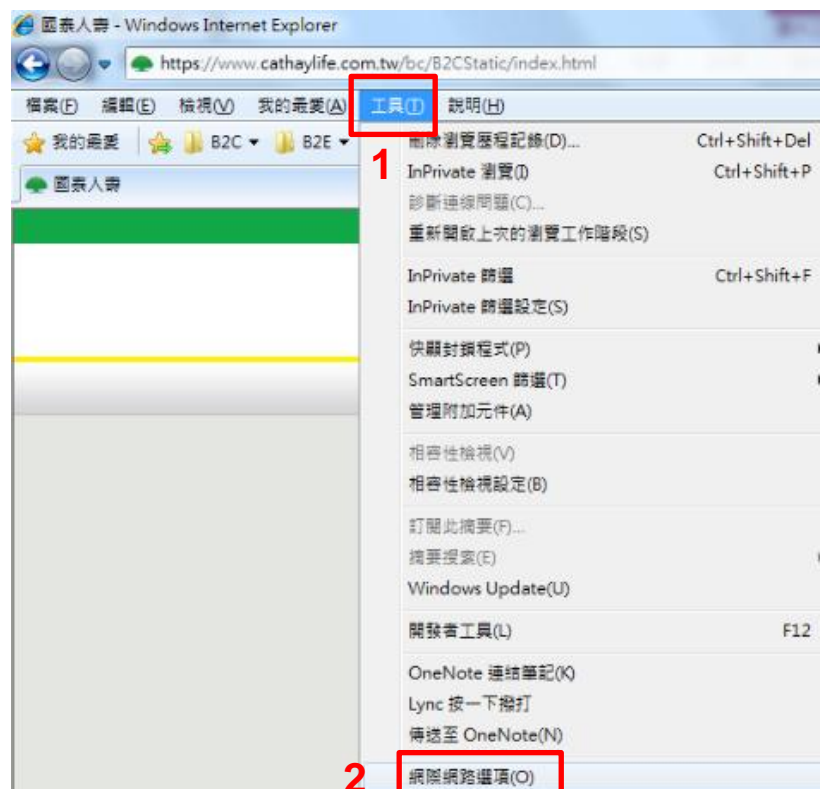 國泰人壽 - Windows Internet Explorer
https://www.cathaylife.com.tw/bc/B2CStatic/index.html
檔案(F) 編輯(E) 檢視(V) 我的最愛(A) 工具(T) 說明(H)
我的最愛 B2C B2E
1
國泰人壽
刪除瀏覽歷程記錄(D)... Ctrl+Shift+Del
InPrivate 瀏覽(I) Ctrl+Shift+P
診斷連線問題(C)...
重新開啟上次的瀏覽工作階段(S)
InPrivate 篩選 Ctrl+Shift+F
InPrivate 篩選設定(S)
快顯封鎖程式(P)
SmartScreen 篩選(T)
管理附加元件(A)
相容性檢視(V)
相容性檢視設定(B)
訂閱此摘要(F)...
摘要探索(E)
Windows Update(U)
開發者工具(L) F12
OneNote 連結筆記(K)
Lync 按一下撥打
傳送至 OneNote(N)
2 網際網路選項(O)